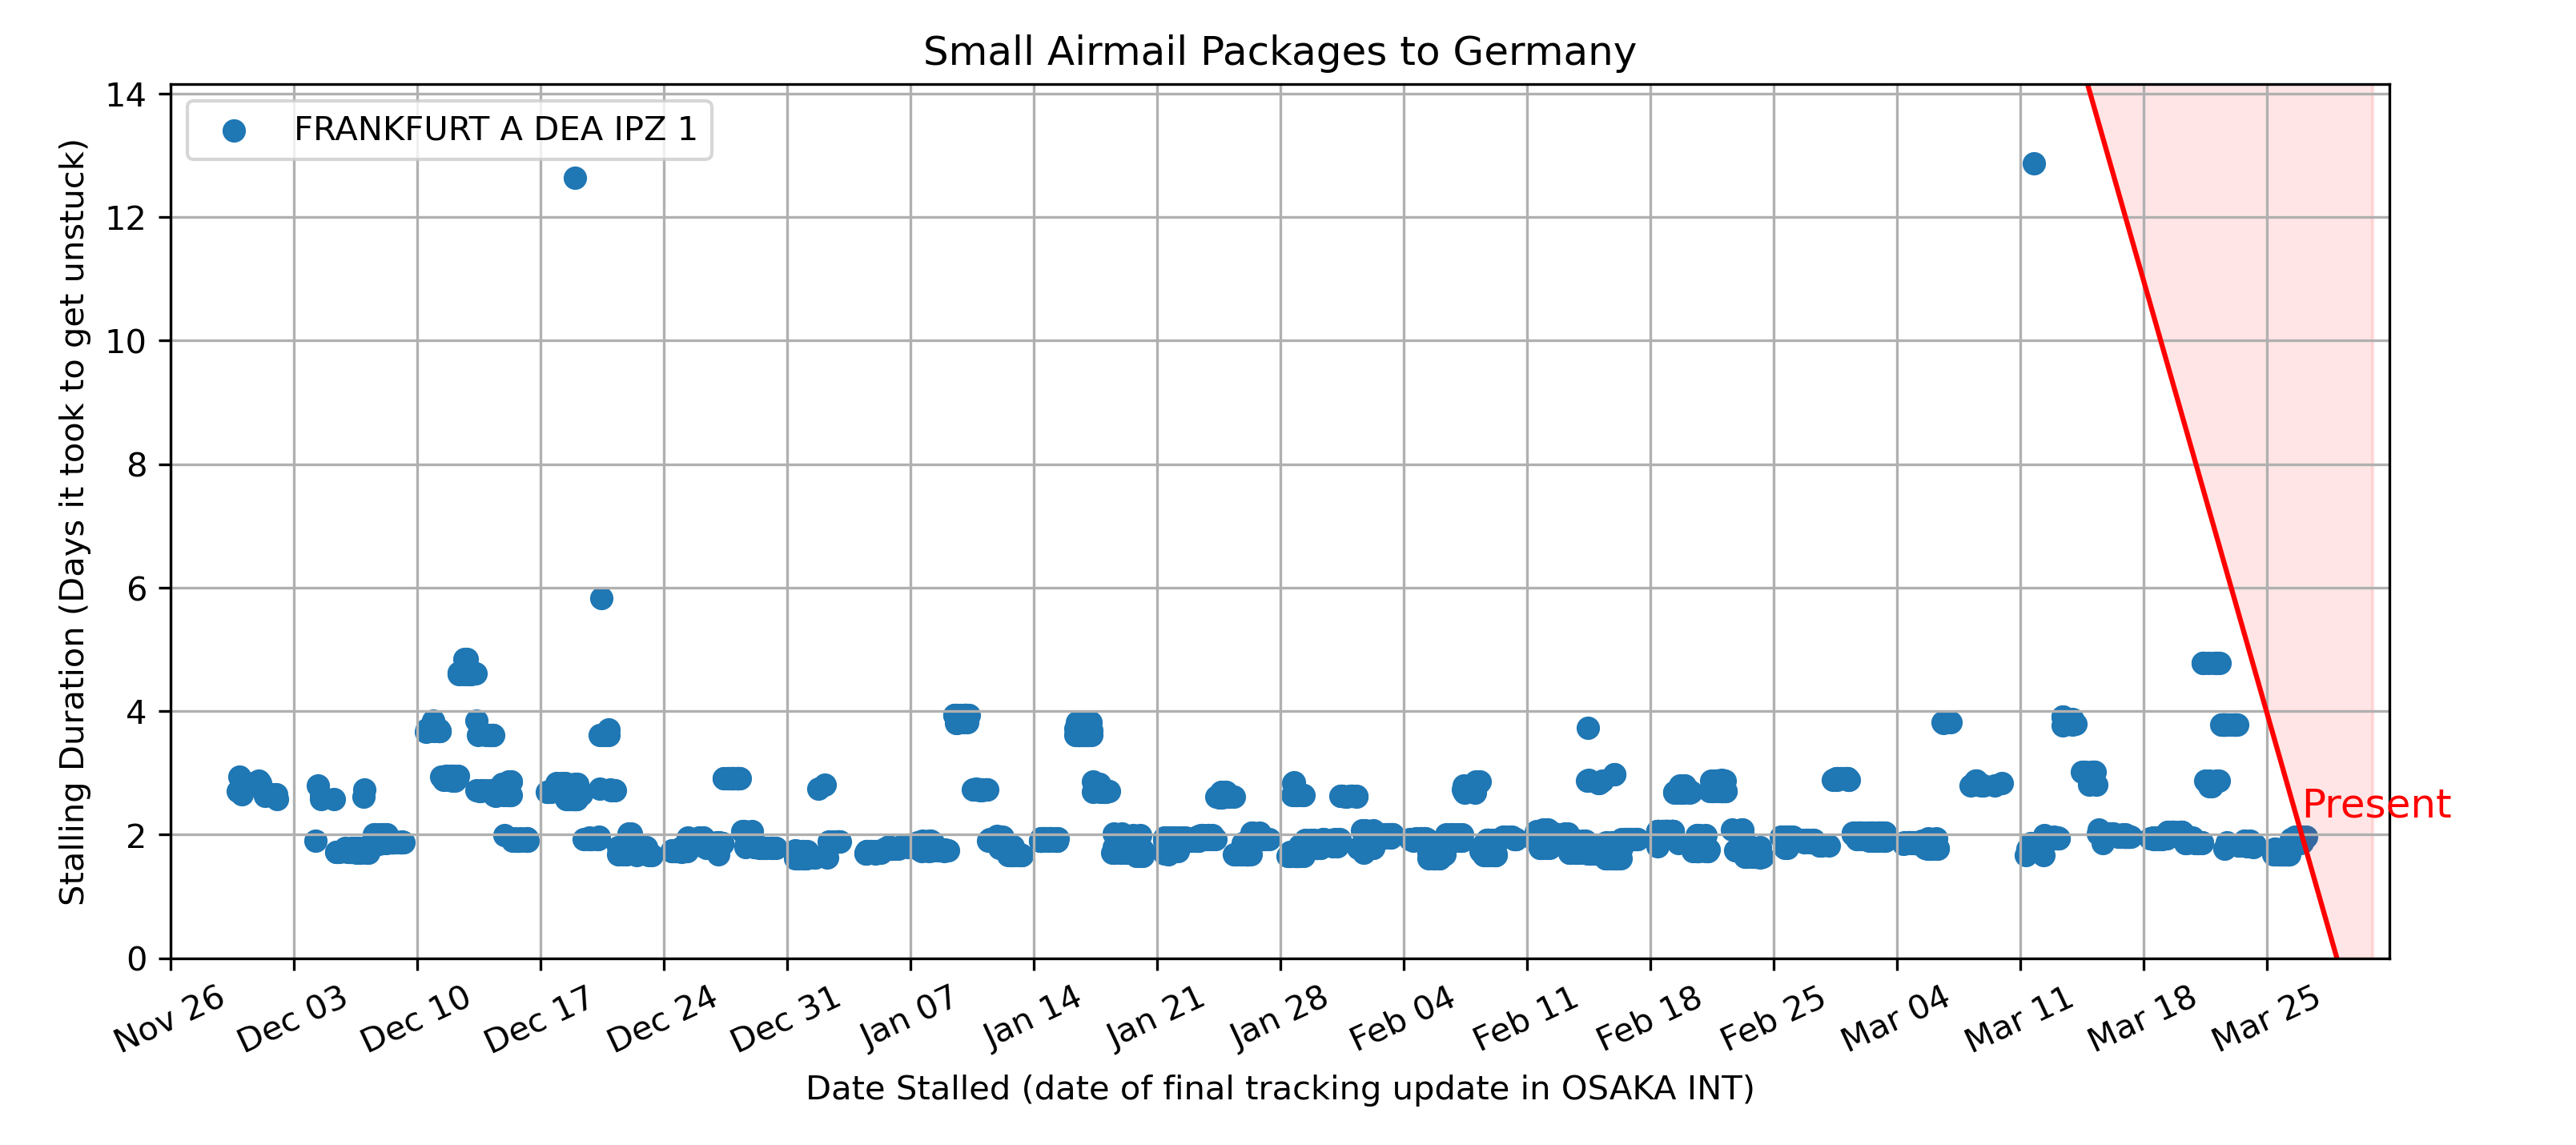 Small Airmail Packages to Germany
FRANKFURT A DEA IPZ 1
Stalling Duration (Days it took to get unstuck)
14
12
10
8
6
4
2
0
Present
Nov 26
Dec 03
Dec 10
Dec 17
Dec 24
Dec 31
Jan 07
Jan 14
Jan 21
Jan 28
Feb 04
Feb 11
Feb 18
Feb 25
Mar 04
Mar 11
Mar 18
Mar 25
Date Stalled (date of final tracking update in OSAKA INT)